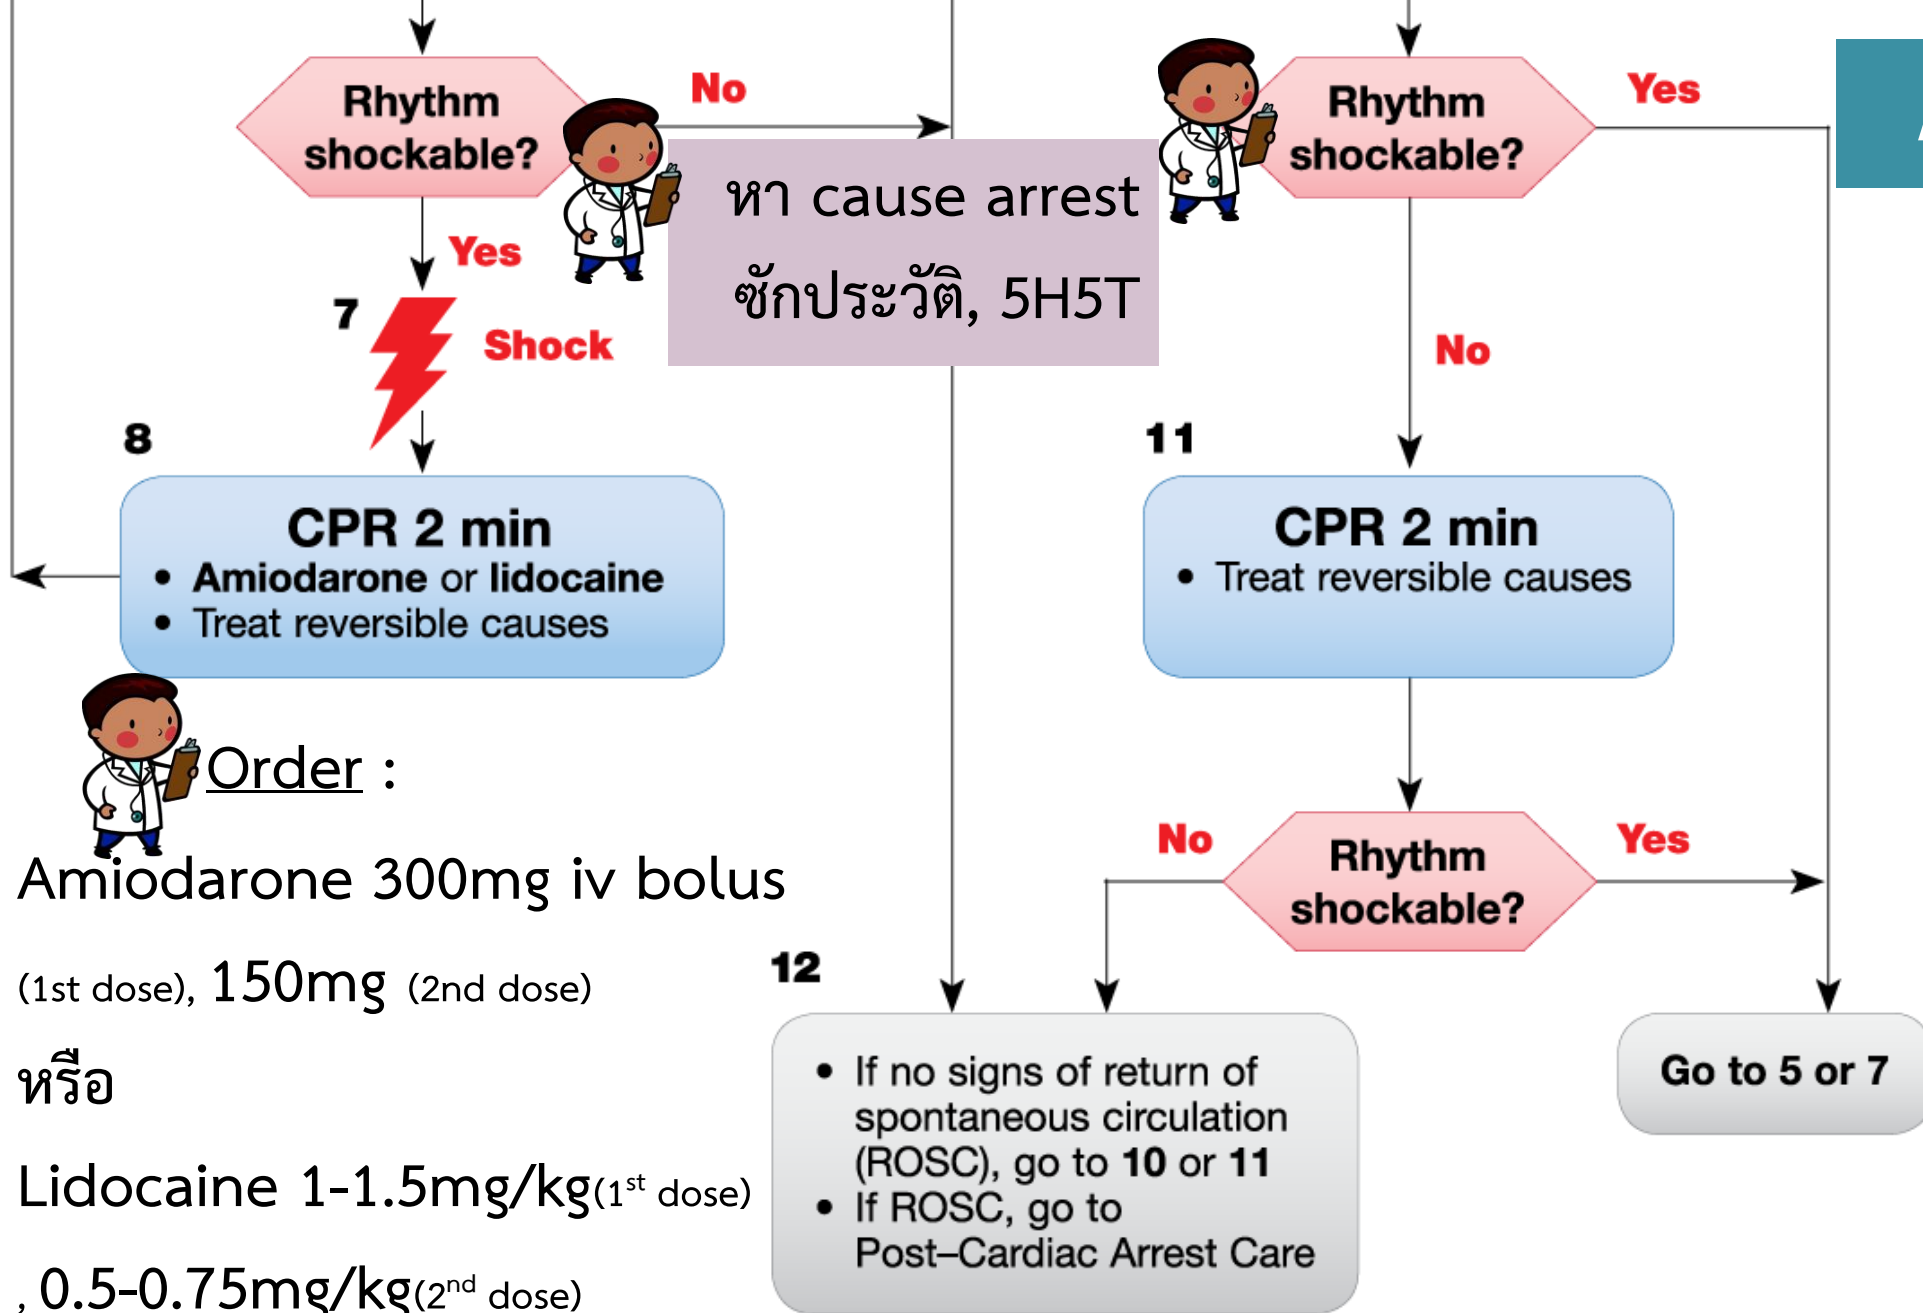 Rhythm
shockable?
No
Yes
7
Shock
8
CPR 2 min
• Amiodarone or lidocaine
• Treat reversible causes
หา cause arrest
ซักประวัติ, 5H5T
Rhythm
shockable?
Yes
No
11
CPR 2 min
• Treat reversible causes
Rhythm
shockable?
No
Yes
Order :
Amiodarone 300mg iv bolus
(1st dose), 150mg (2nd dose)
หรือ
Lidocaine 1-1.5mg/kg(1st dose)
, 0.5-0.75mg/kg(2nd dose)
12
• If no signs of return of
spontaneous circulation
(ROSC), go to 10 or 11
• If ROSC, go to
Post–Cardiac Arrest Care
Go to 5 or 7